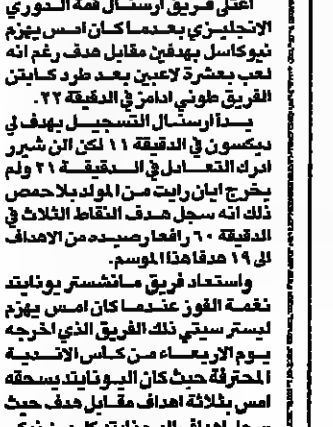 اعتلى فريق ارسنال قمة الدوري
الانجليزي بعدما كان امس يهزم
نيوكاسل بهدفين مقابل هدف رغم انه
لعب بعشرة لاعبين بعد طرد كابتن
الفريق طوني ادامز في الدقيقة ٢٢.
بدأ ارسنال التسجيل بهدف لي
ديكسون في الدقيقة ١١ لكن الن شيرر
ادرك التعادل في الدقيقة ٢١ ولم
يخرج ايان رايت من المولد بلا حمص
ذلك انه سجل هدف النقاط الثلاث في
الدقيقة ٦٠ رافعا رصيده من الاهداف
الى ١٩ هدفا هذا الموسم.
واستعاد فريق مانشستر يونايتد
نغمة الفوز عندما كان امس يهزم
ليستر سيتي ذلك الفريق الذي اخرجه
يوم الاربعاء من كأس الاندية
المحترفة حيث كان اليونايتد يسحقه
امس بثلاثة اهداف مقابل هدف حيث